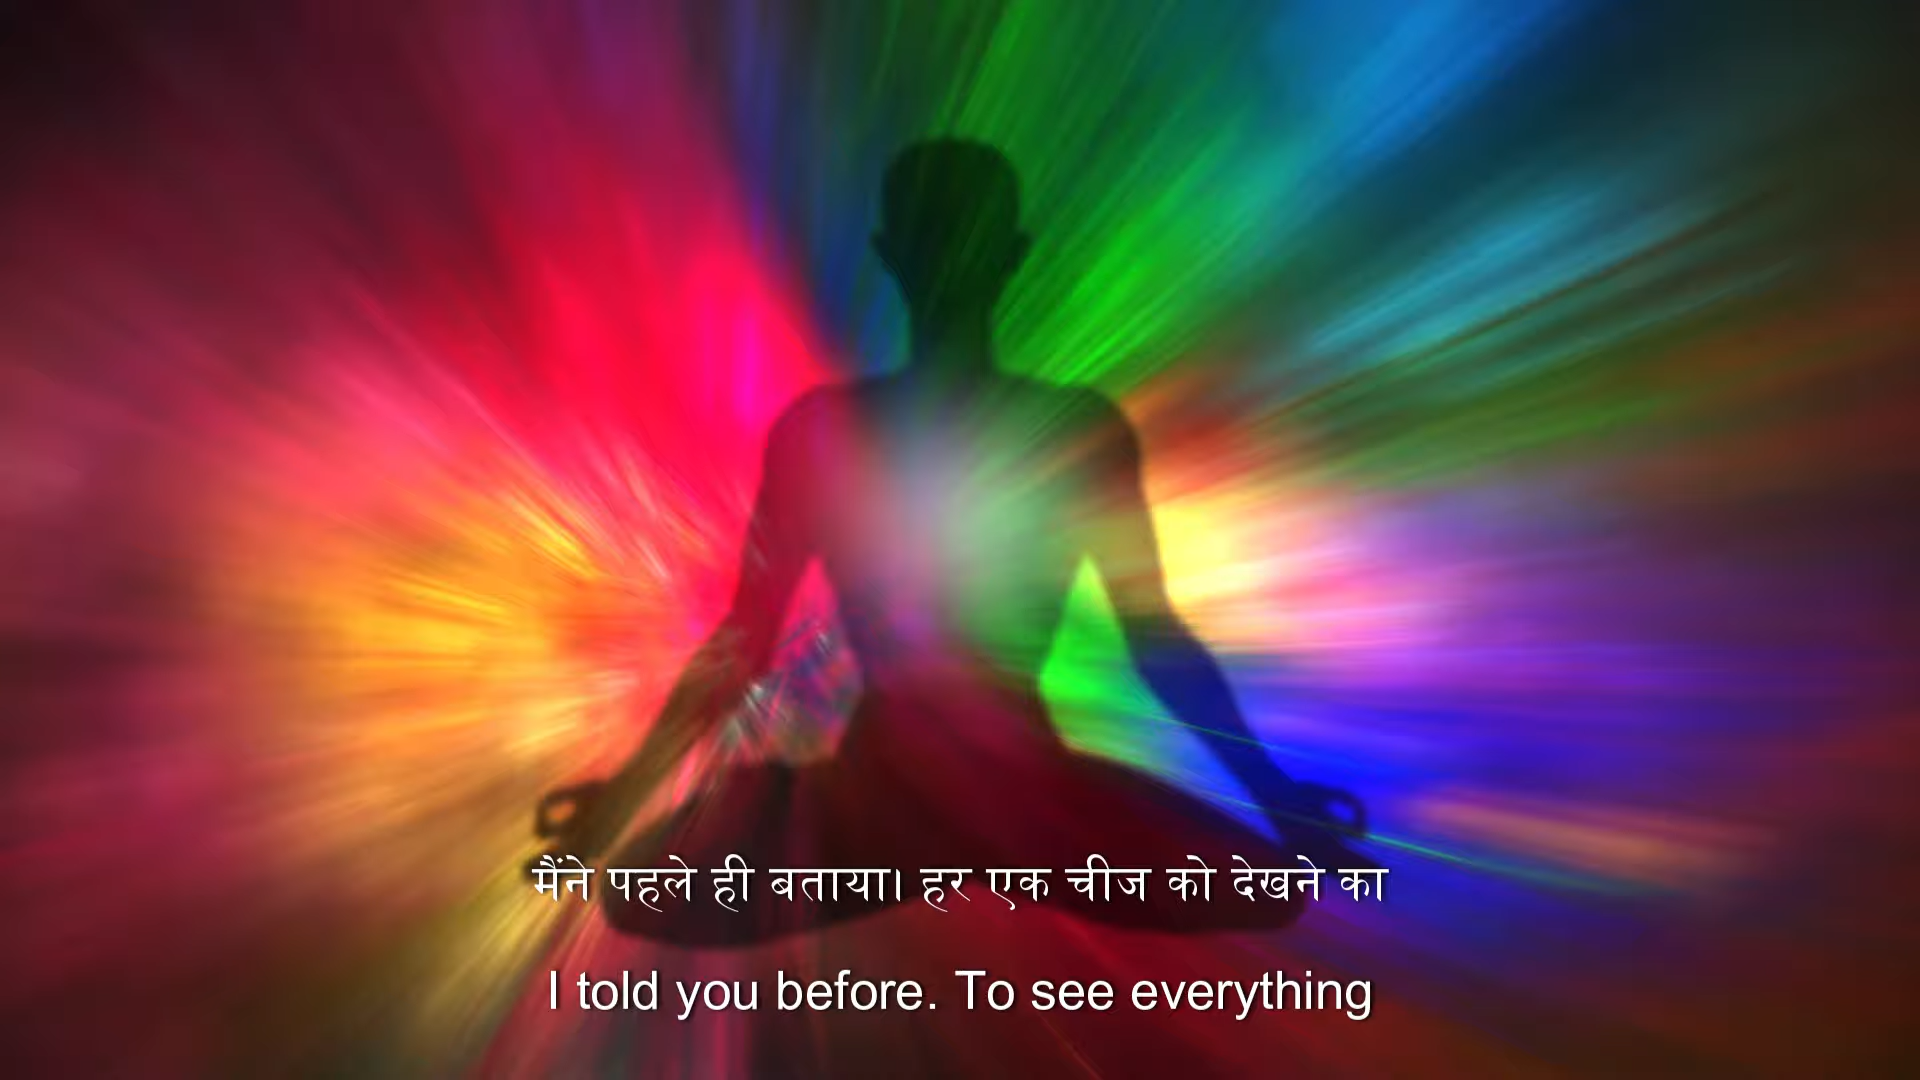 मैंने पहले ही बताया। हर एक चीज को देखने का
I told you before. To see everything